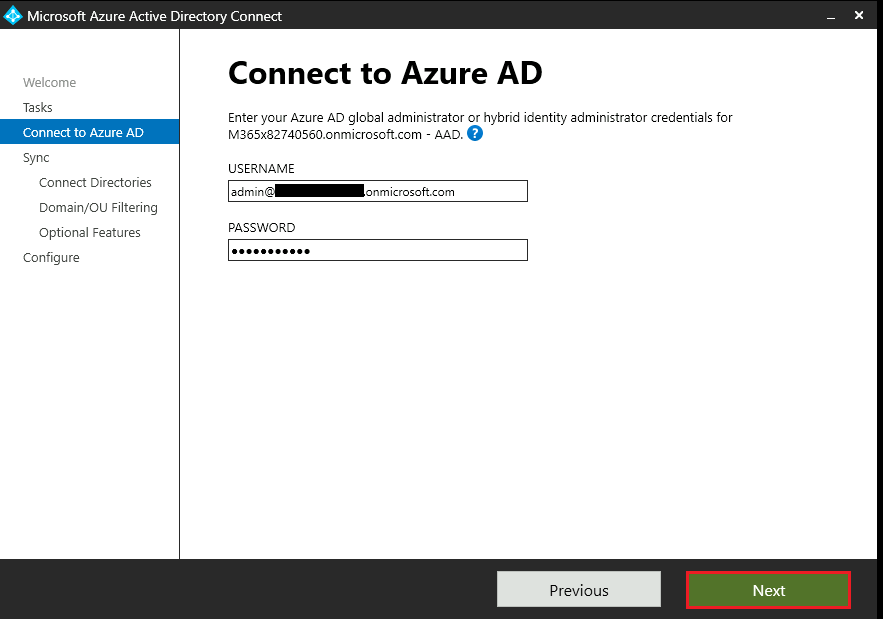 Microsoft Azure Active Directory Connect
Welcome
Tasks
Connect to Azure AD
Sync
Connect Directories
Domain/OU Filtering
Optional Features
Configure
Connect to Azure AD
Enter your Azure AD global administrator or hybrid identity administrator credentials for
M365x82740560.onmicrosoft.com - AAD. ?
USERNAME
admin@ .onmicrosoft.com
PASSWORD
●●●●●●●●●●●
Previous
Next